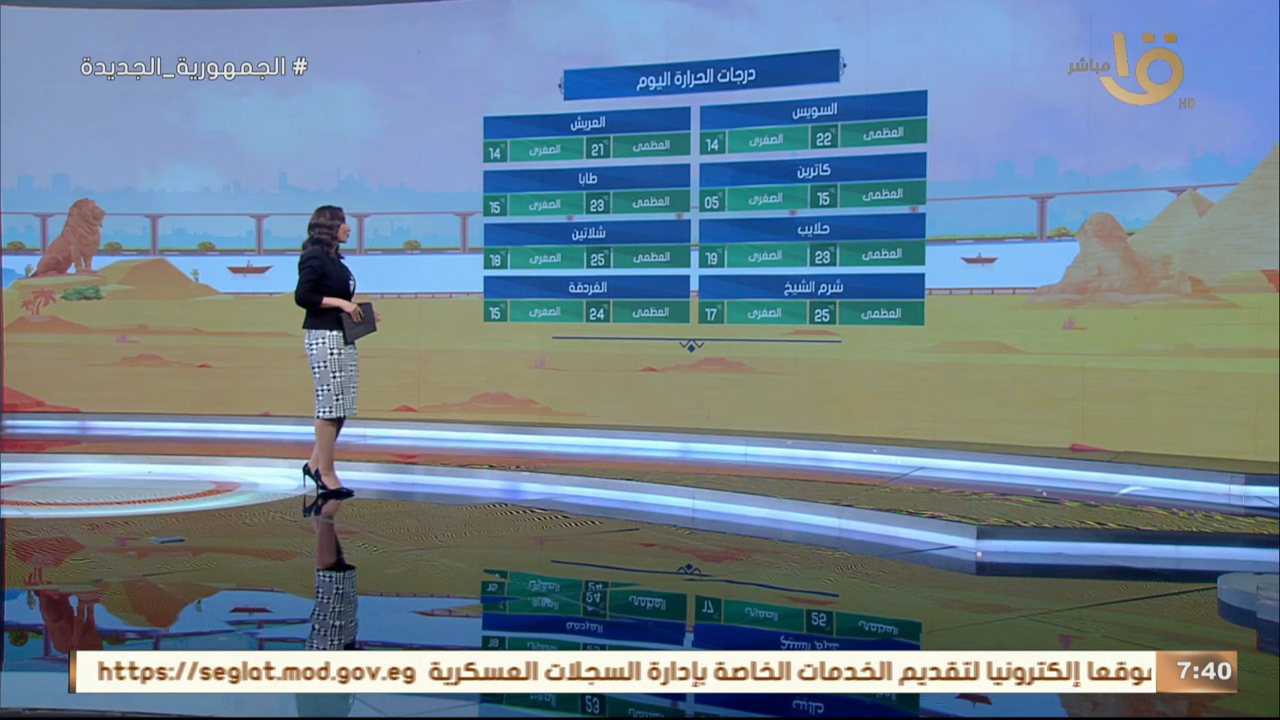 # الجمهورية_الجديدة
مباشر
HD
درجات الحرارة اليوم
السويس
العظمى 22°C الصغرى 14°C
العريش
العظمى 21°C الصغرى 14°C
كاترين
العظمى 15°C الصغرى 05°C
طابا
العظمى 23°C الصغرى 15°C
حلايب
العظمى 23°C الصغرى 19°C
شلاتين
العظمى 25°C الصغرى 18°C
شرم الشيخ
العظمى 25°C الصغرى 17°C
الغردقة
العظمى 24°C الصغرى 15°C
7:40
موقعا إلكترونيا لتقديم الخدمات الخاصة بإدارة السجلات العسكرية https://seglat.mod.gov.eg